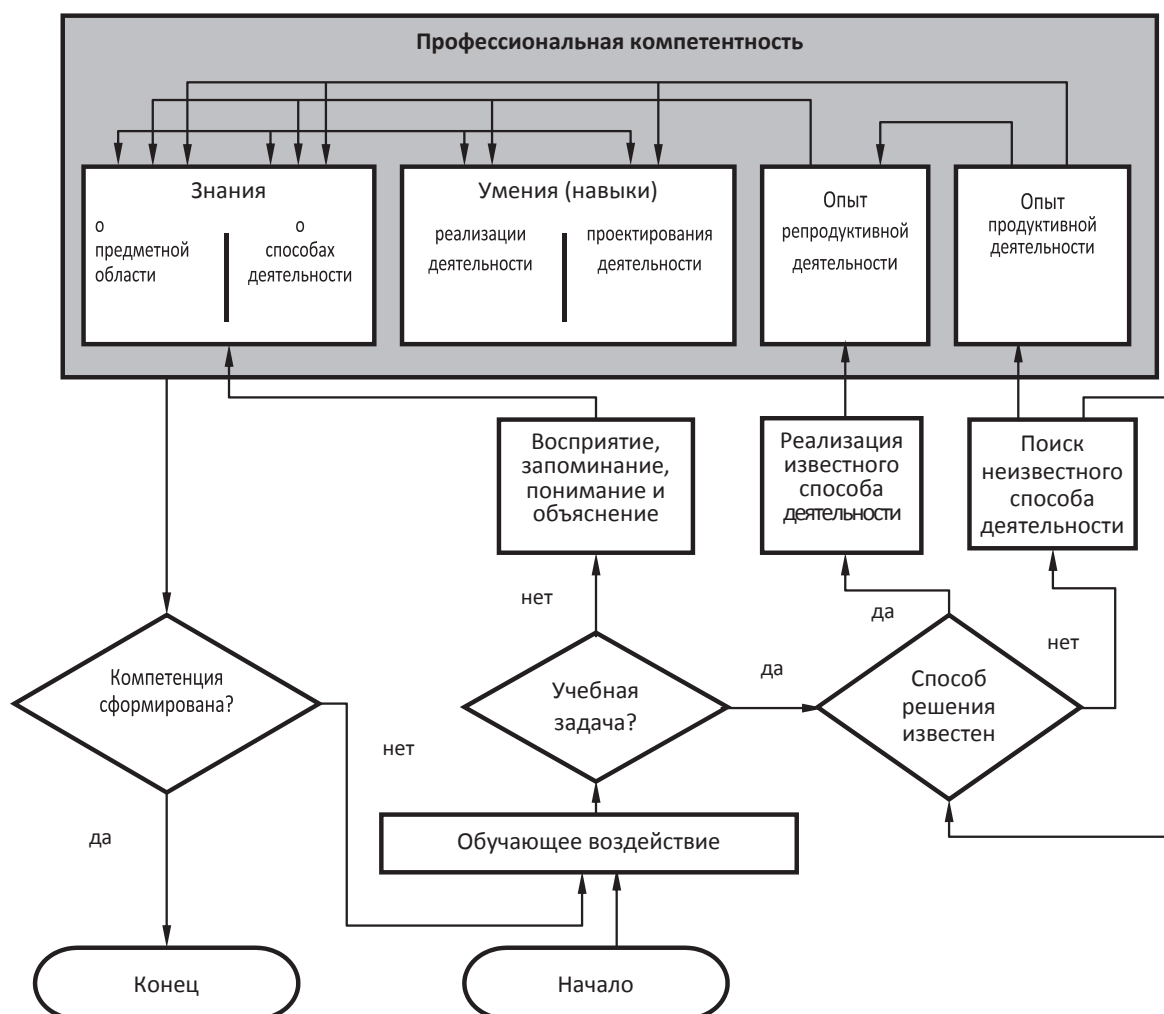 Профессиональная компетентность
Знания
о
предметной
области
о
способах
деятельности
Умения (навыки)
реализации
деятельности
проектирования
деятельности
Опыт
репродуктивной
деятельности
Опыт
продуктивной
деятельности
Восприятие,
запоминание,
понимание и
объяснение
Реализация
известного
способа
деятельности
Поиск
неизвестного
способа
деятельности
нет
да
нет
Компетенция
сформирована?
Учебная
задача?
да
Способ
решения
известен
нет
да
Обучающее воздействие
Конец
Начало